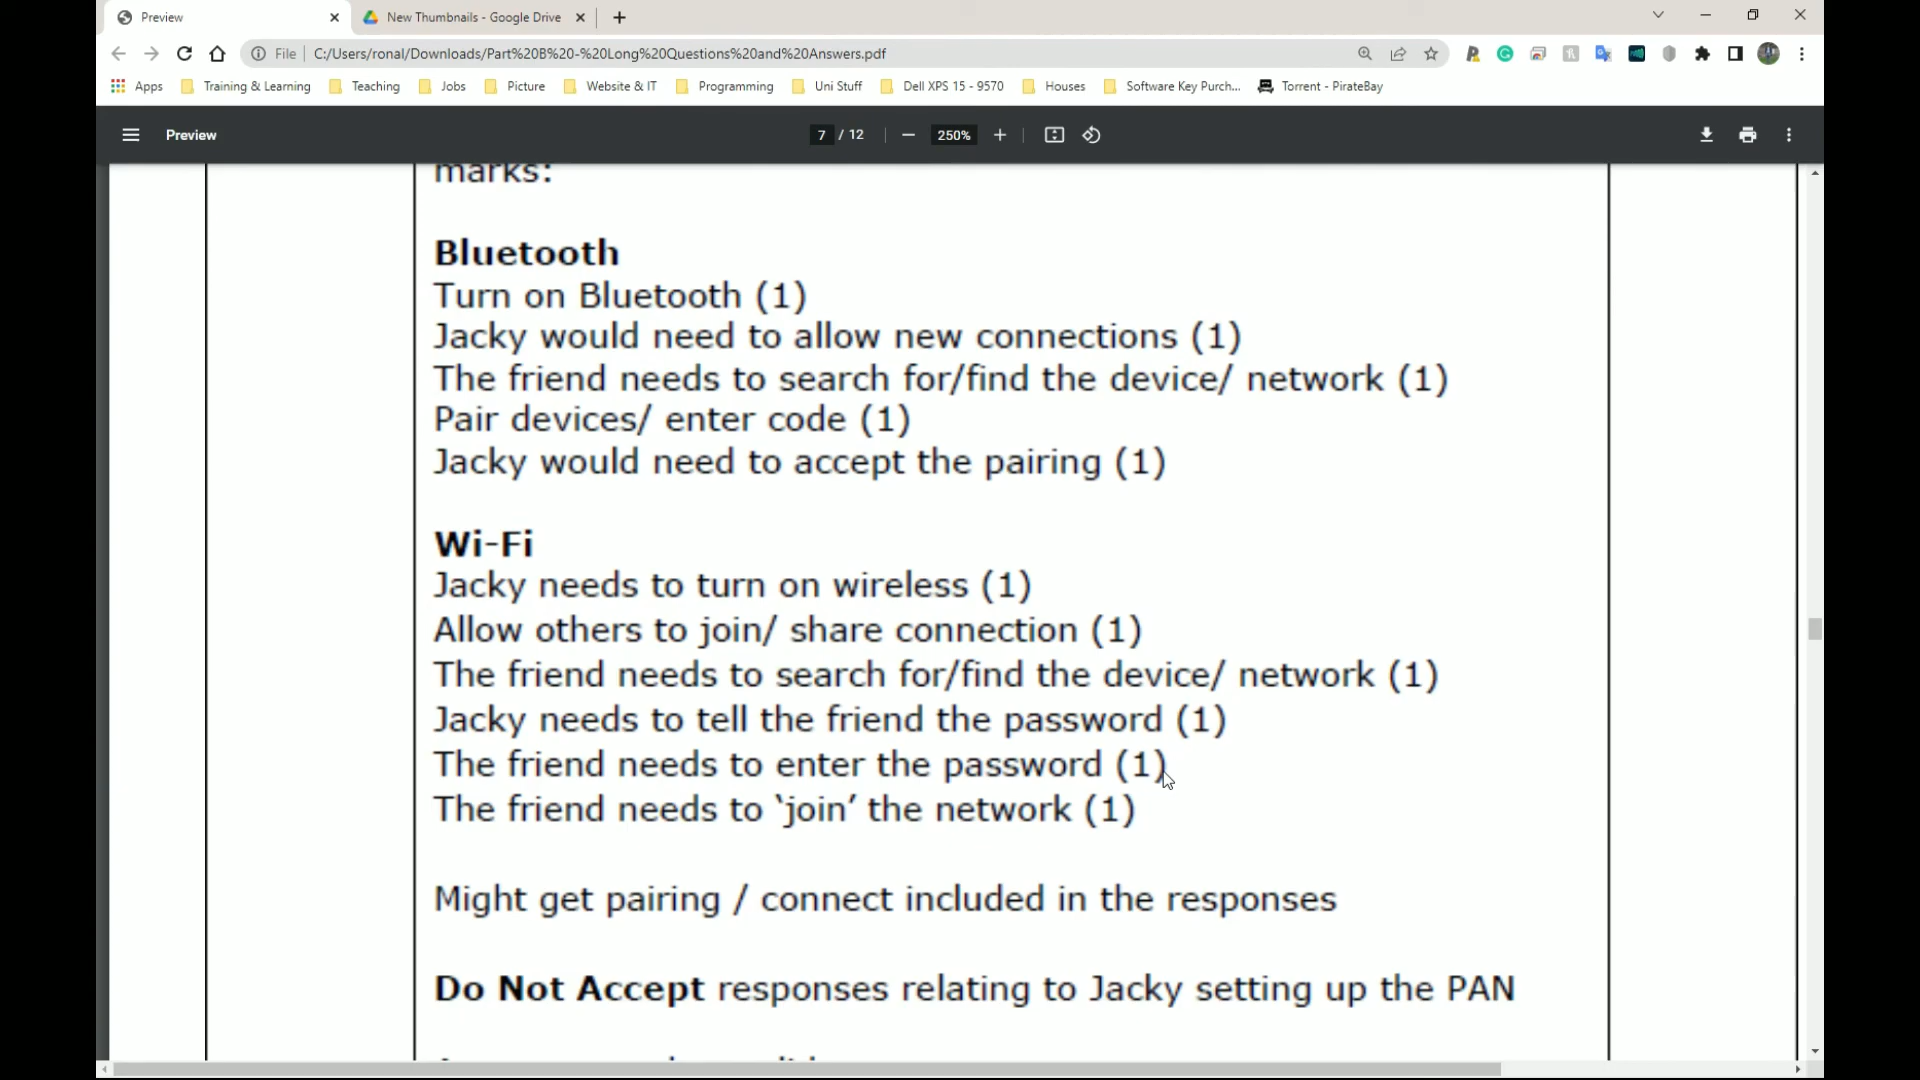 Preview
New Thumbnails - Google Drive
File
C:/Users/ronal/Downloads/Part%20B%20-%20Long%20Questions%20and%20Answers.pdf
Apps
Training & Learning
Teaching
Jobs
Picture
Website & IT
Programming
Uni Stuff
Dell XPS 15 - 9570
Houses
Software Key Purch...
Torrent - PirateBay
Preview
7 / 12
250%
marks:
Bluetooth
Turn on Bluetooth (1)
Jacky would need to allow new connections (1)
The friend needs to search for/find the device/ network (1)
Pair devices/ enter code (1)
Jacky would need to accept the pairing (1)
Wi-Fi
Jacky needs to turn on wireless (1)
Allow others to join/ share connection (1)
The friend needs to search for/find the device/ network (1)
Jacky needs to tell the friend the password (1)
The friend needs to enter the password (1)
The friend needs to ‘join’ the network (1)
Might get pairing / connect included in the responses
Do Not Accept responses relating to Jacky setting up the PAN